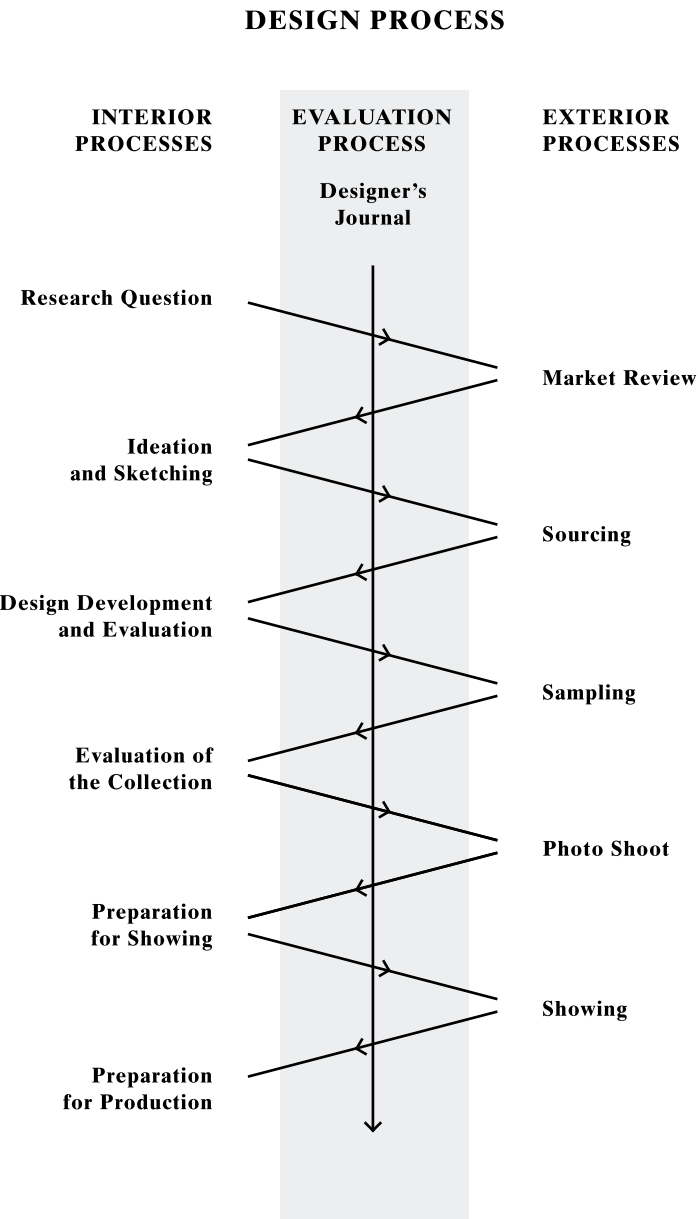 DESIGN PROCESS
INTERIOR
PROCESSES
EVALUATION
PROCESS
Designer's
Journal
EXTERIOR
PROCESSES
Research Question
Market Review
Ideation
and Sketching
Sourcing
Design Development
and Evaluation
Sampling
Evaluation of
the Collection
Photo Shoot
Preparation
for Showing
Showing
Preparation
for Production